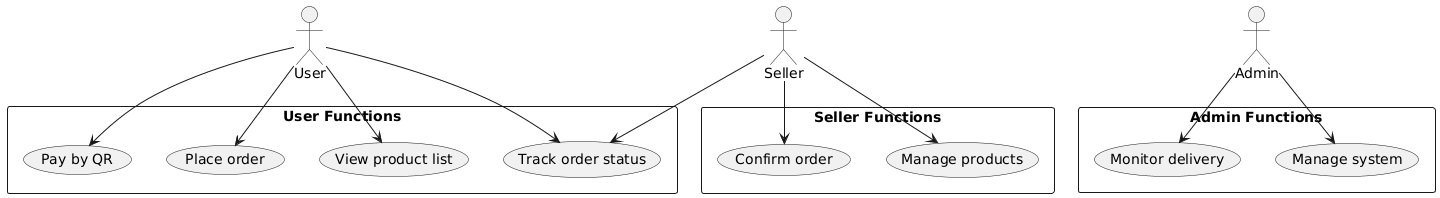 User
Seller
Admin
User Functions
Seller Functions
Admin Functions
Pay by QR
Place order
View product list
Track order status
Confirm order
Manage products
Monitor delivery
Manage system